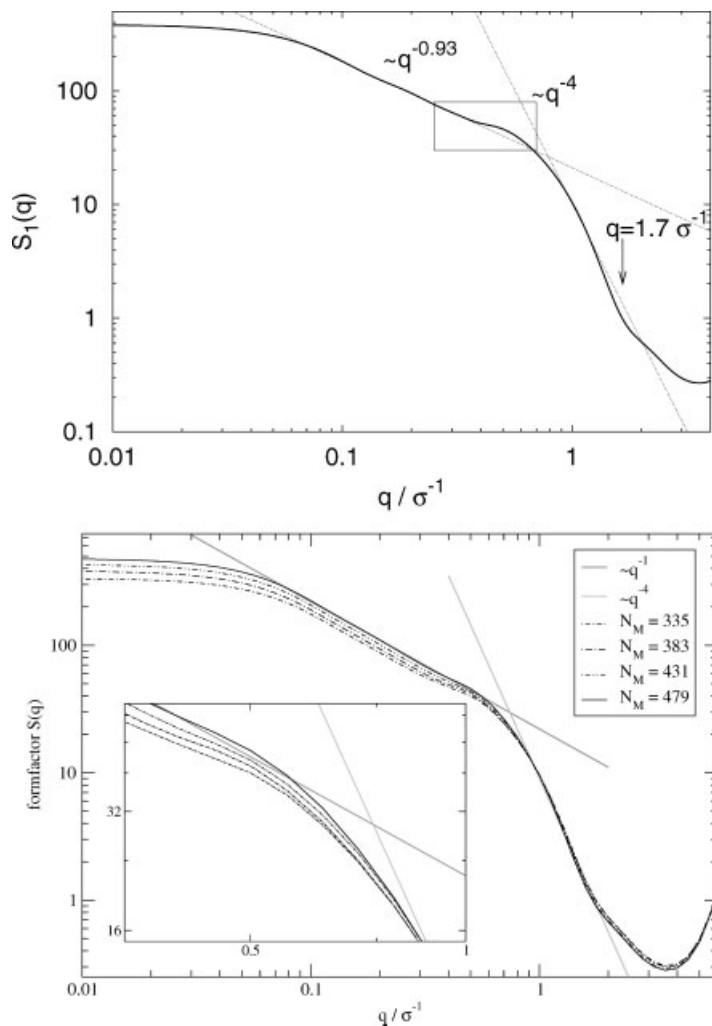 ~q^-0.93
~q^-4
100
10
1
0.1
S₁(q)
q=1.7 σ^-1
0.01
0.1
1
q / σ^-1
100
10
1
formfactor S(q)
~q^-1
~q^-4
N_M = 335
N_M = 383
N_M = 431
N_M = 479
32
16
0.5
1
0.01
0.1
1
q/ σ^-1